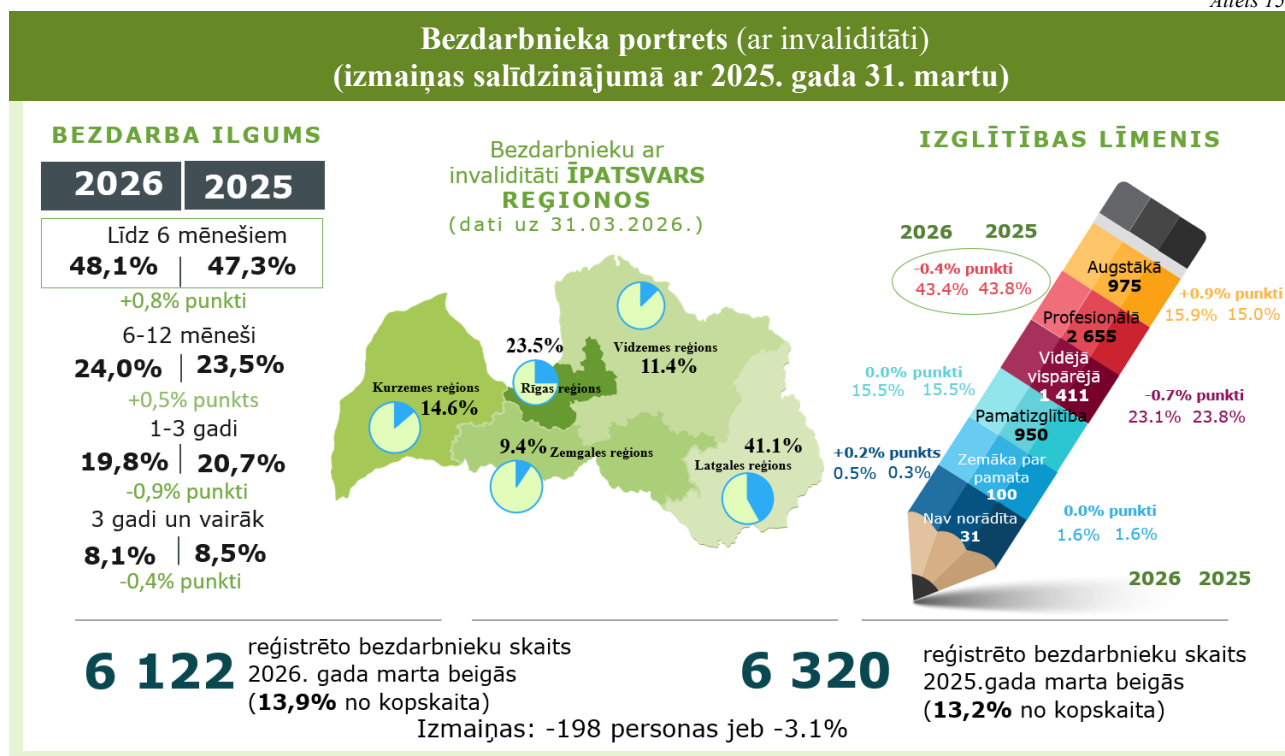 Attēls 15
Bezdarbnieka portrets (ar invaliditāti)
(izmaiņas salīdzinājumā ar 2025. gada 31. martu)
BEZDARBA ILGUMS
2026 2025
Līdz 6 mēnešiem
48,1% 47,3%
+0,8% punkti
6-12 mēneši
24,0% 23,5%
+0,5% punkts
1-3 gadi
19,8% 20,7%
-0,9% punkti
3 gadi un vairāk
8,1% 8,5%
-0,4% punkti
Bezdarbnieku ar
invaliditāti ĪPATSVARS
REĢIONOS
(dati uz 31.03.2026.)
Vidzemes reģions
11.4%
23.5%
Rīgas reģions
Kurzemes reģions
14.6%
9.4% Zemgales reģions
41.1%
Latgales reģions
IZGLĪTĪBAS LĪMENIS
2026 2025
-0.4% punkti
43.4% 43.8%
Augstākā
975
+0.9% punkti
15.9% 15.0%
Profesionālā
2 655
Vidējā
vispārējā
1 411
0.0% punkti
15.5% 15.5%
-0.7% punkti
23.1% 23.8%
Pamatizglītība
950
+0.2% punkts
0.5% 0.3%
Zemāka par
pamata
100
Nav norādīta
31
0.0% punkti
1.6% 1.6%
2026 2025
6 122
reģistrēto bezdarbnieku skaits
2026. gada marta beigās
(13,9% no kopskaita)
6 320
reģistrēto bezdarbnieku skaits
2025.gada marta beigās
(13,2% no kopskaita)
Izmaiņas: -198 personas jeb -3.1%